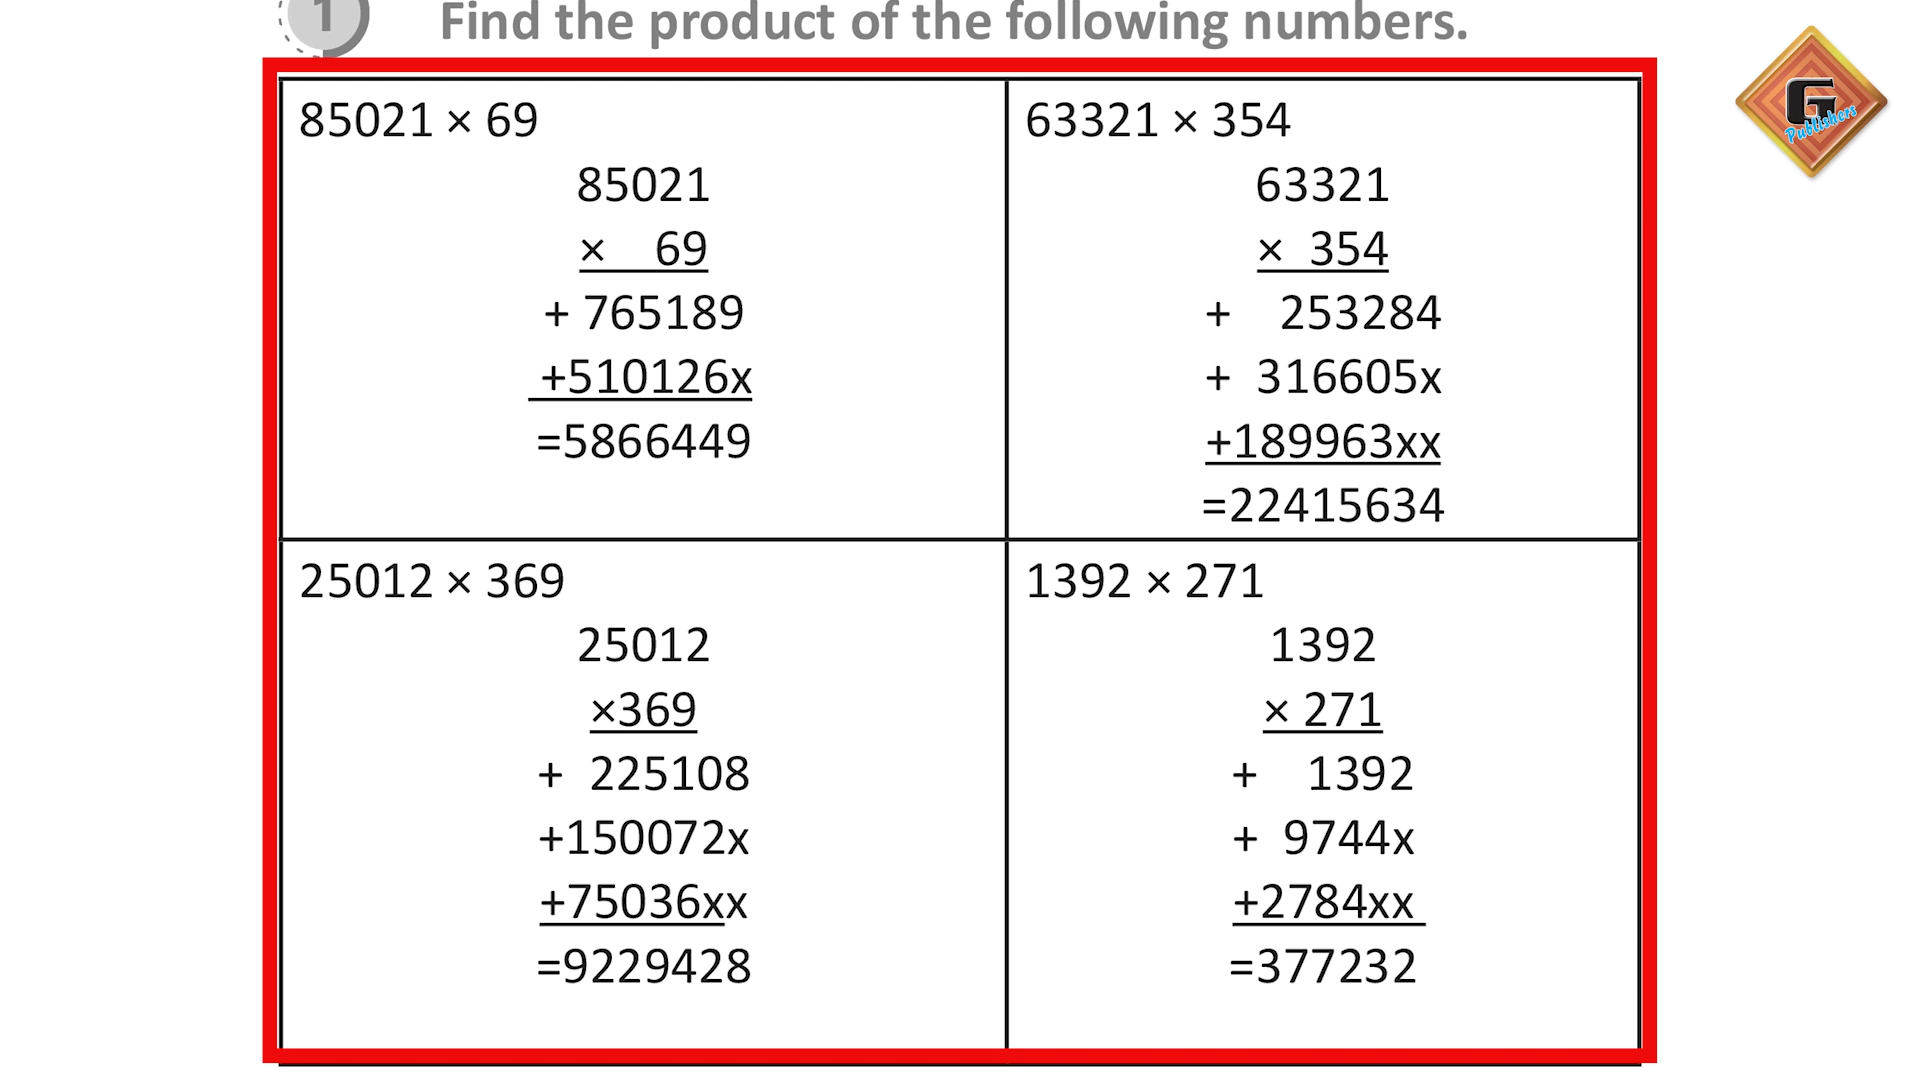 1 Find the product of the following numbers.
G
Publishers
85021 × 69
85021
× 69
+ 765189
+510126x
=5866449
63321 × 354
63321
× 354
+ 253284
+ 316605x
+189963xx
=22415634
25012 × 369
25012
×369
+ 225108
+150072x
+75036xx
=9229428
1392 × 271
1392
× 271
+ 1392
+ 9744x
+2784xx
=377232